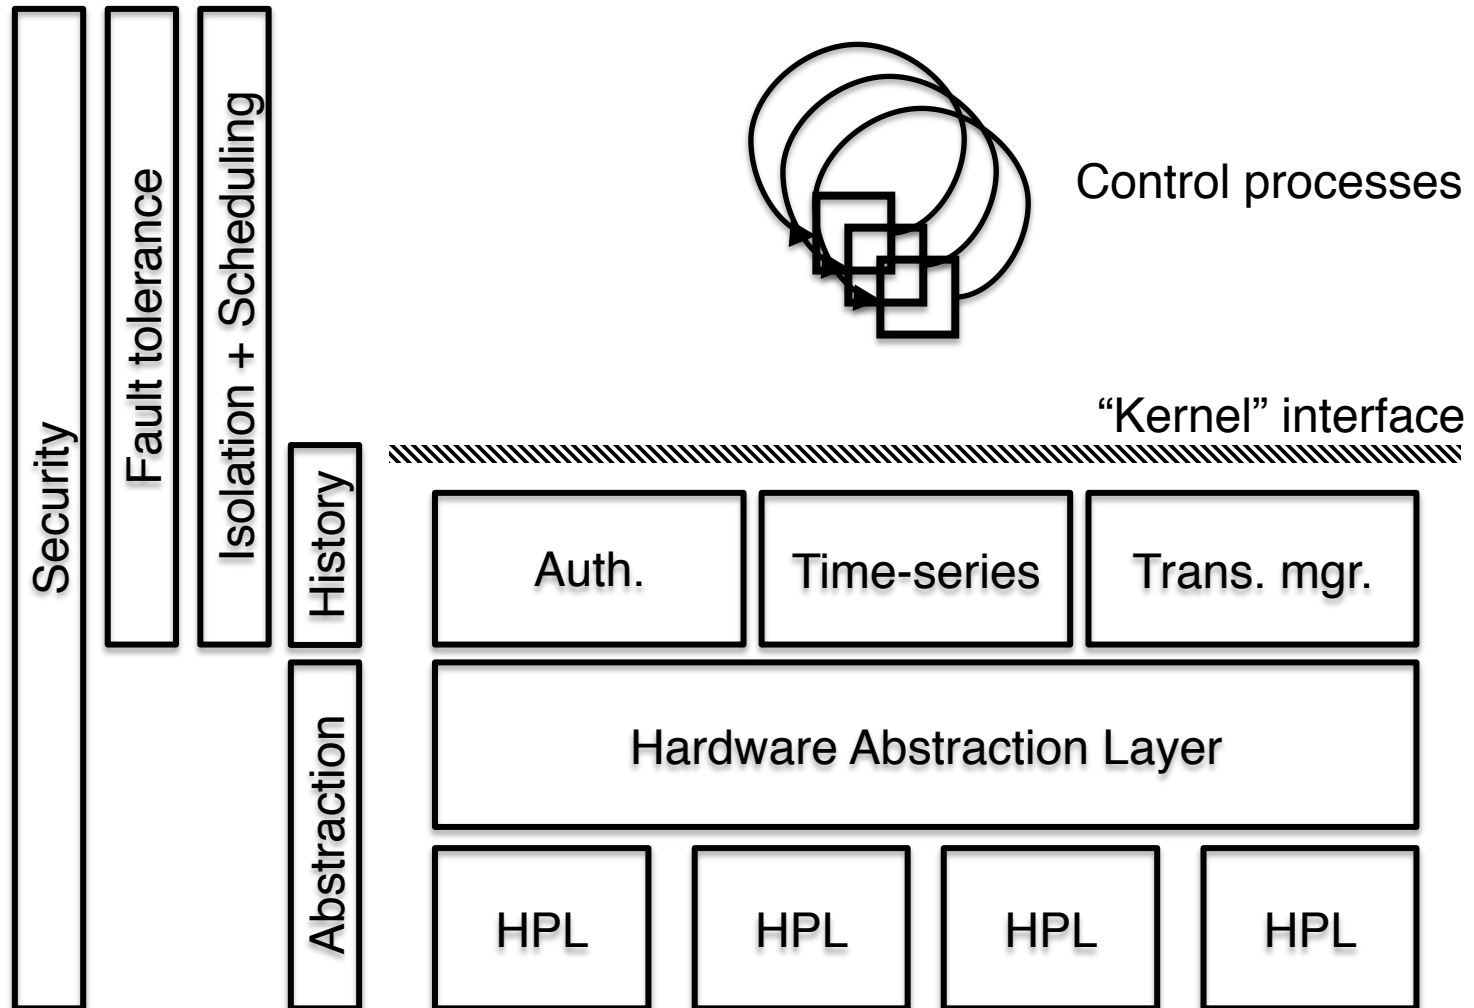 Security
Fault tolerance
Isolation + Scheduling
History
Abstraction
Control processes
“Kernel” interface
Auth.
Time-series
Trans. mgr.
Hardware Abstraction Layer
HPL
HPL
HPL
HPL